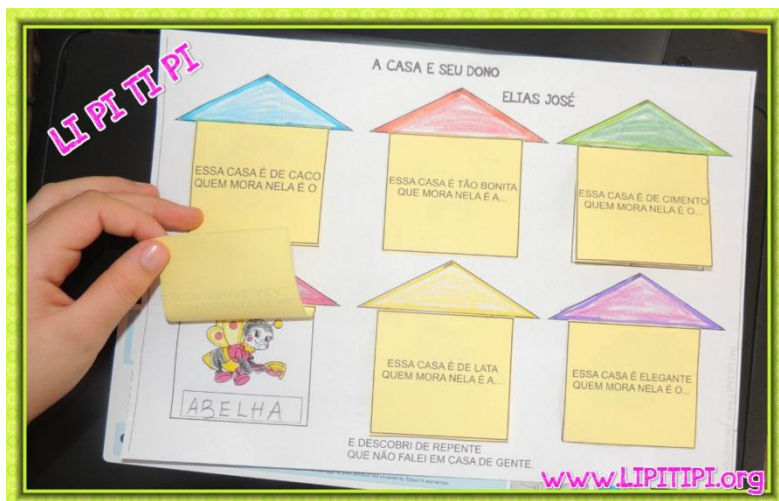 LI PI TI PI
A CASA E SEU DONO
ELIAS JOSÉ
ESSA CASA É DE CACO
QUEM MORA NELA É O
ESSA CASA É TÃO BONITA
QUE MORA NELA É A...
ESSA CASA É DE CIMENTO
QUEM MORA NELA É O...
ABELHA
ESSA CASA É DE LATA
QUEM MORA NELA É A...
ESSA CASA É ELEGANTE
QUEM MORA NELA É O...
E DESCOBRI DE REPENTE
QUE NÃO FALEI EM CASA DE GENTE.
www.LIPITIPI.org